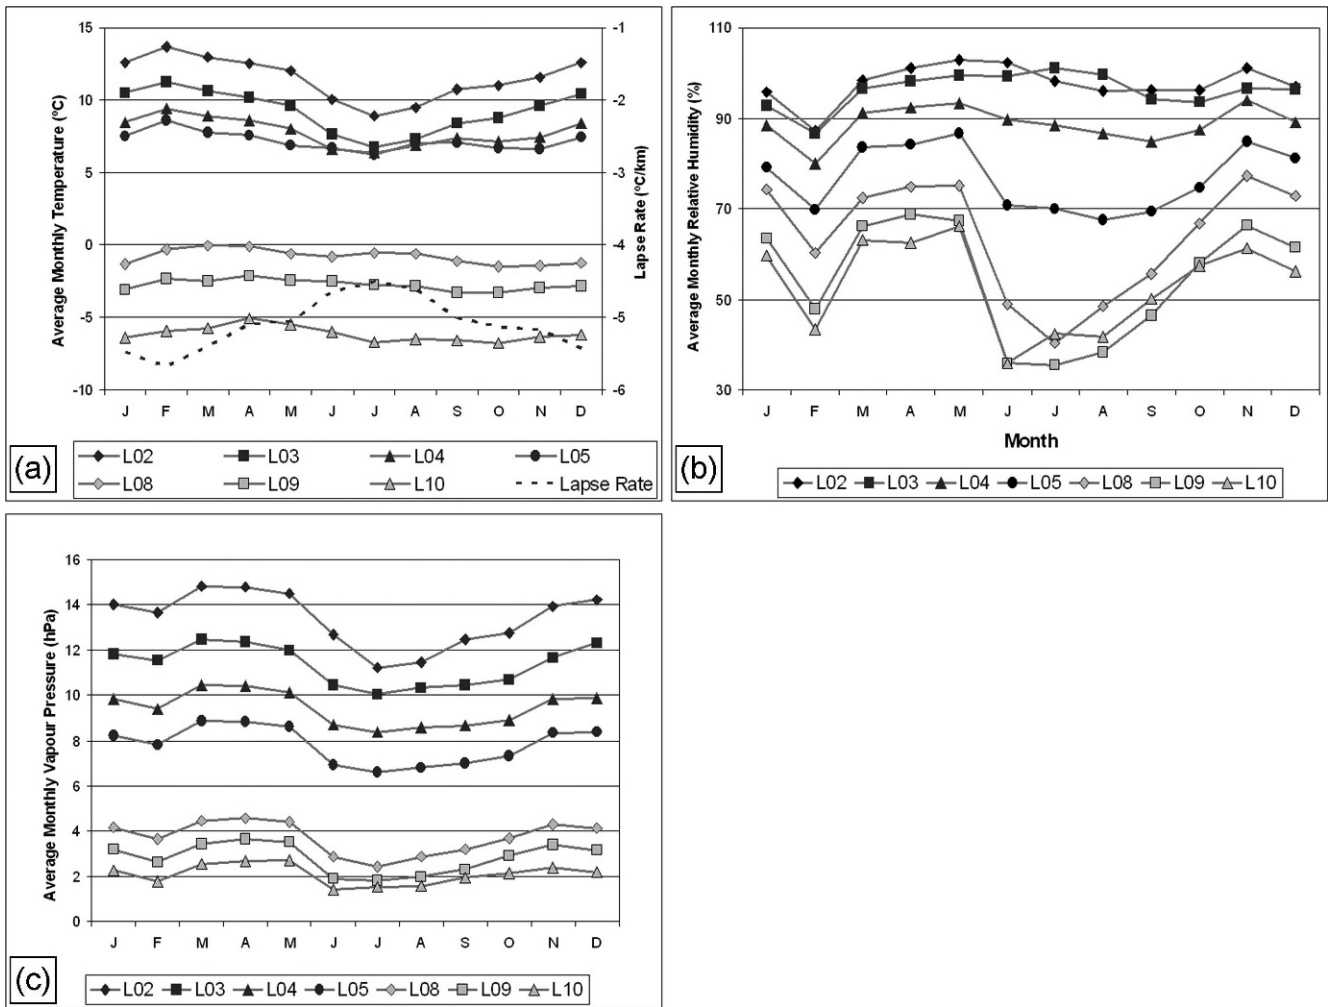 15
10
5
0
-5
-10
Average Monthly Temperature (°C)
-1
-2
-3
-4
-5
-6
Lapse Rate (°C/km)
J F M A M J J A S O N D
(a)
L02 L03 L04 L05
L08 L09 L10 Lapse Rate
110
90
70
50
30
Average Monthly Relative Humidity (%)
J F M A M J J A S O N D
Month
(b)
L02 L03 L04 L05 L08 L09 L10
16
14
12
10
8
6
4
2
0
Average Monthly Vapour Pressure (hPa)
J F M A M J J A S O N D
(c)
L02 L03 L04 L05 L08 L09 L10